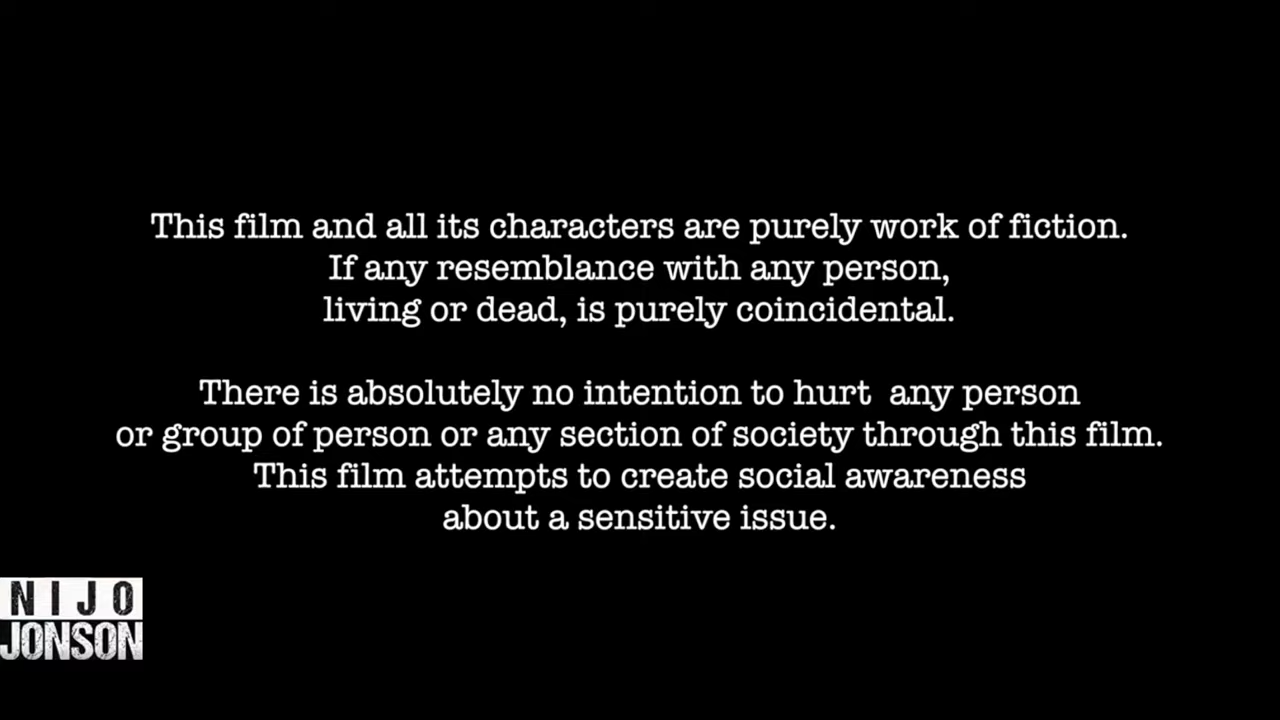 This film and all its characters are purely work of fiction.
If any resemblance with any person,
living or dead, is purely coincidental.
There is absolutely no intention to hurt  any person
or group of person or any section of society through this film.
This film attempts to create social awareness
about a sensitive issue.
NIJO
JONSON